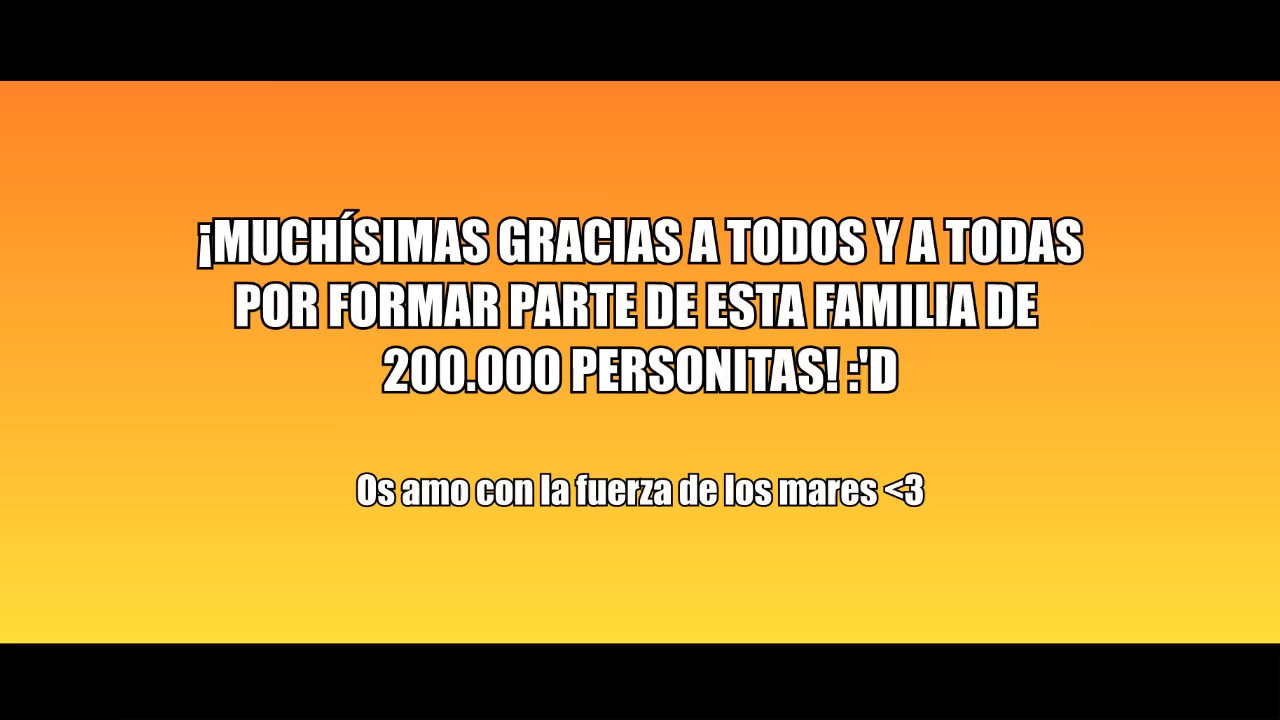 ¡MUCHÍSIMAS GRACIAS A TODOS Y A TODAS
POR FORMAR PARTE DE ESTA FAMILIA DE
200.000 PERSONITAS! :'D
Os amo con la fuerza de los mares <3